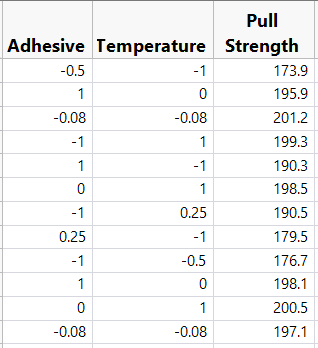 Pull
Adhesive Temperature Strength
-0.5 -1 173.9
1 0 195.9
-0.08 -0.08 201.2
-1 1 199.3
1 -1 190.3
0 1 198.5
-1 0.25 190.5
0.25 -1 179.5
-1 -0.5 176.7
1 0 198.1
0 1 200.5
-0.08 -0.08 197.1